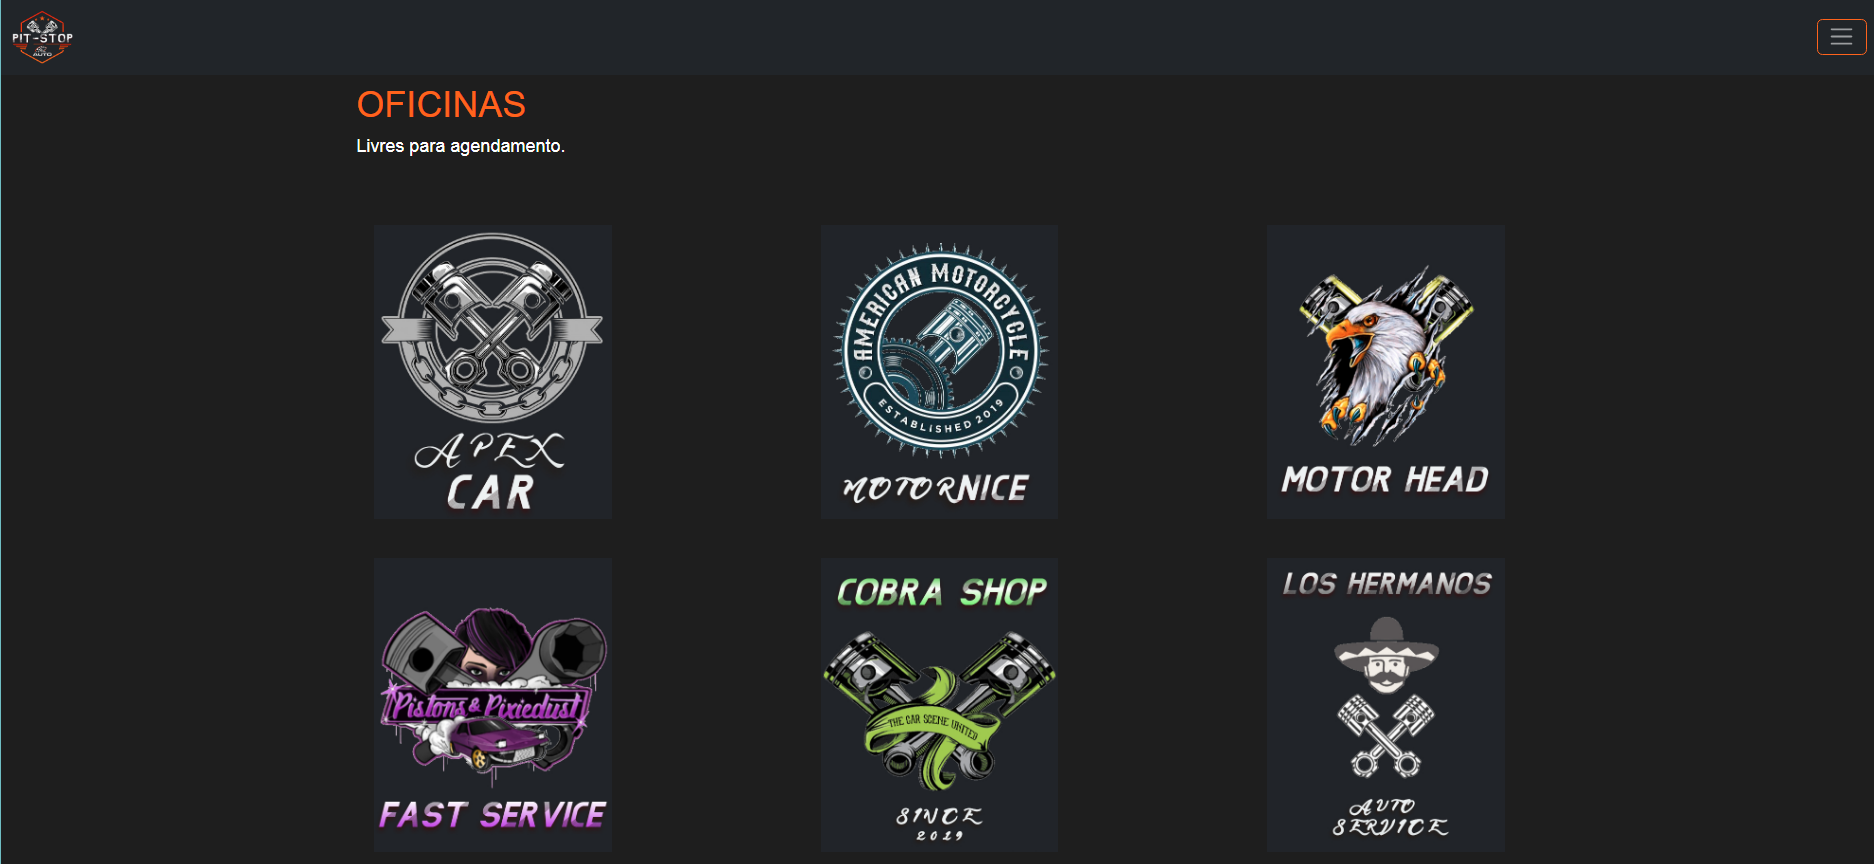 PIT-STOP
AUTO
OFICINAS
Livres para agendamento.
APEX
CAR
AMERICAN MOTORCYCLE
ESTABLISHED 2019
MOTORNICE
MOTOR HEAD
Pistons & Pixiedust
FAST SERVICE
COBRA SHOP
THE CAR SCENE UNITED
SINCE
2019
LOS HERMANOS
AUTO
SERVICE